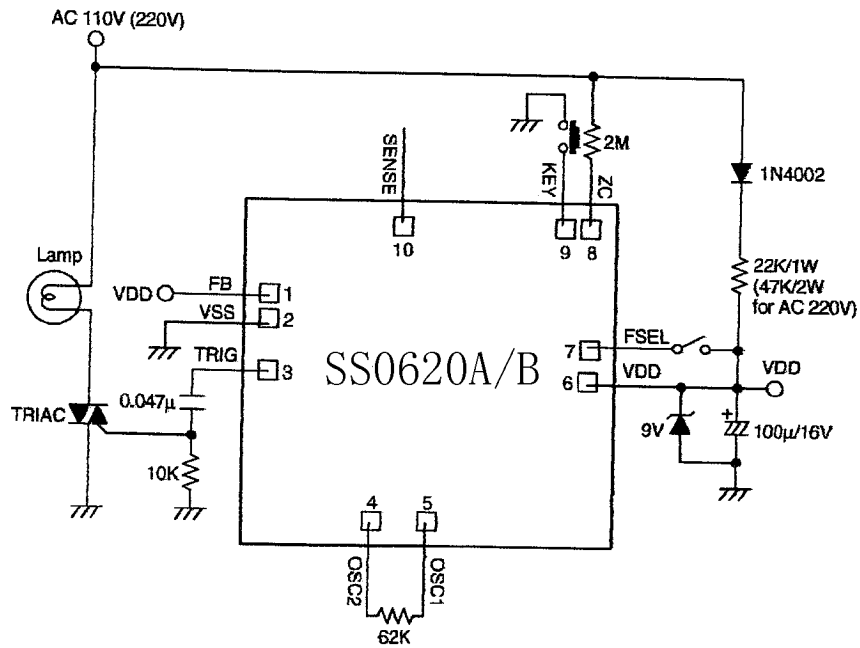 AC 110V (220V)
SENSE
KEY
ZC
2M
1N4002
10
9
8
Lamp
22K/1W
(47K/2W
for AC 220V)
VDD
FB
1
VSS
2
TRIG
3
SS0620A/B
7
FSEL
6
VDD
VDD
0.047μ
TRIAC
9V
+
100μ/16V
10K
4
5
OSC2
OSC1
62K